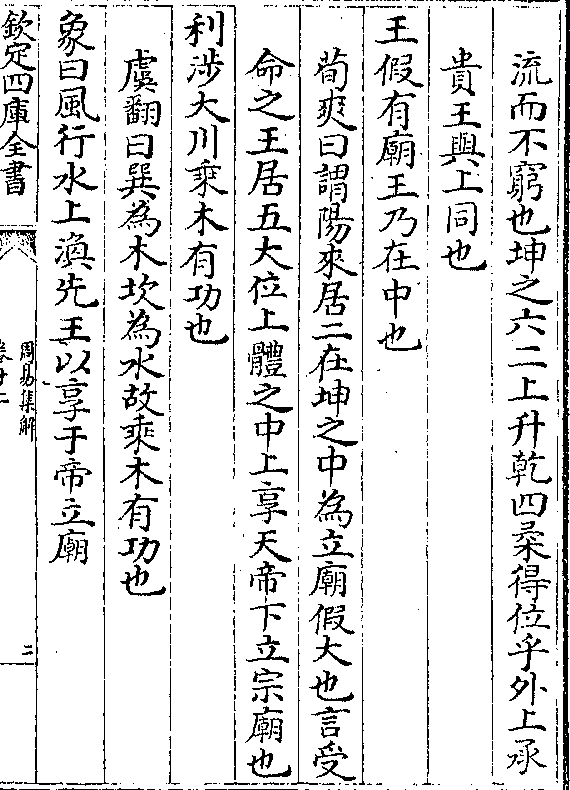 流而不窮也坤之六二上升乾四柔得位乎外上承
貴王與上同也
王假有廟王乃在中也
荀爽曰謂陽來居二在坤之中為立廟假大也言受
命之王居五大位上體之中上享天帝下立宗廟也
利涉大川乘木有功也
虞翻曰巽為木坎為水故乘木有功也
象曰風行水上渙先王以享于帝立廟
欽定四庫全書
周易集解
二